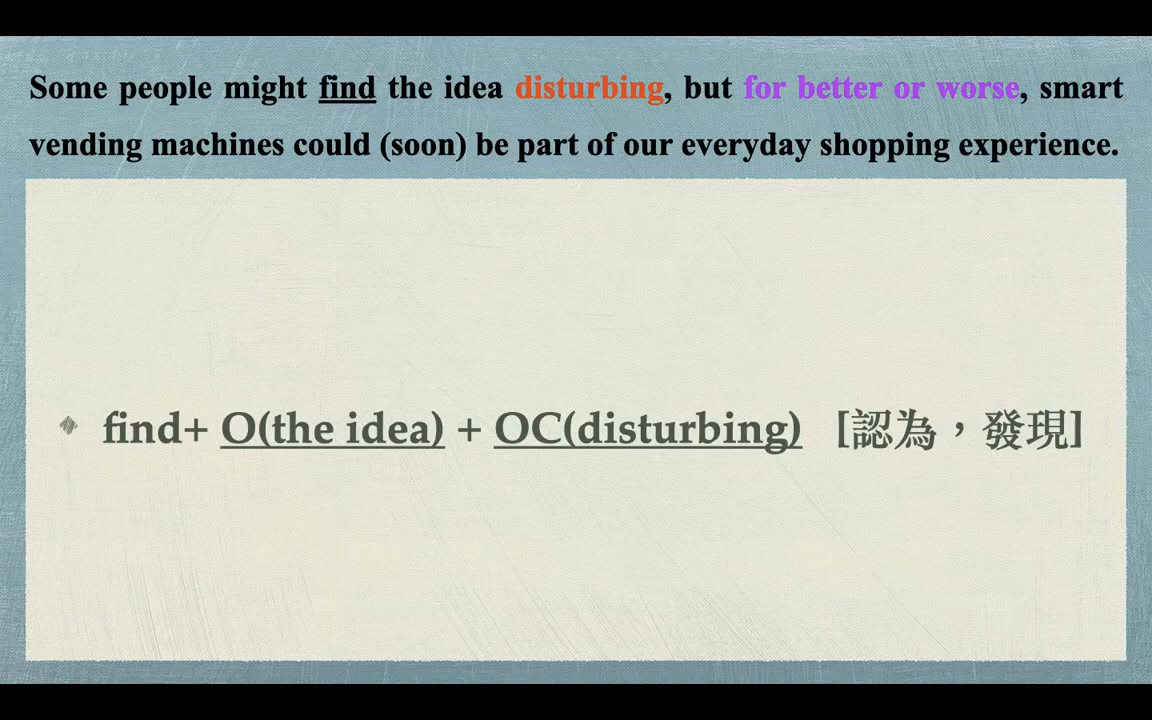 Some people might find the idea disturbing, but for better or worse, smart
vending machines could (soon) be part of our everyday shopping experience.
find+ O(the idea) + OC(disturbing) [認為，發現]